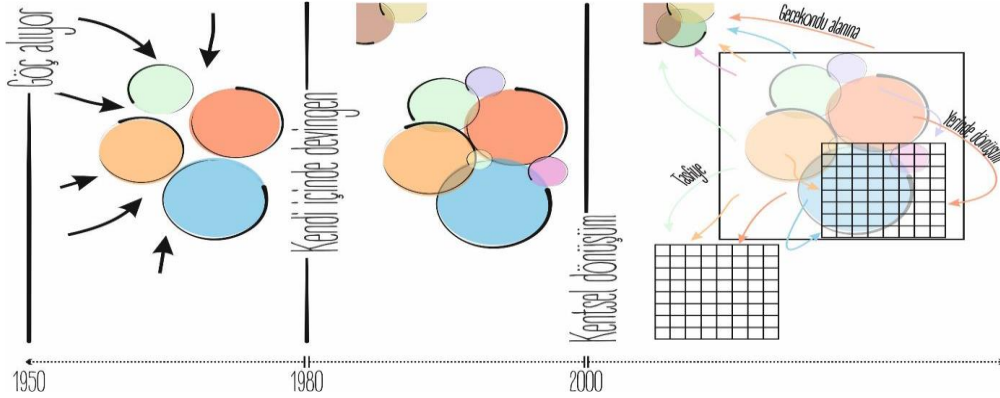 Göç alıyor
Kendi içinde devingen
Kentsel dönüşüm
Gecekondu alanına
Yerinde dönüşüm
Tasfiye
1950
1980
2000